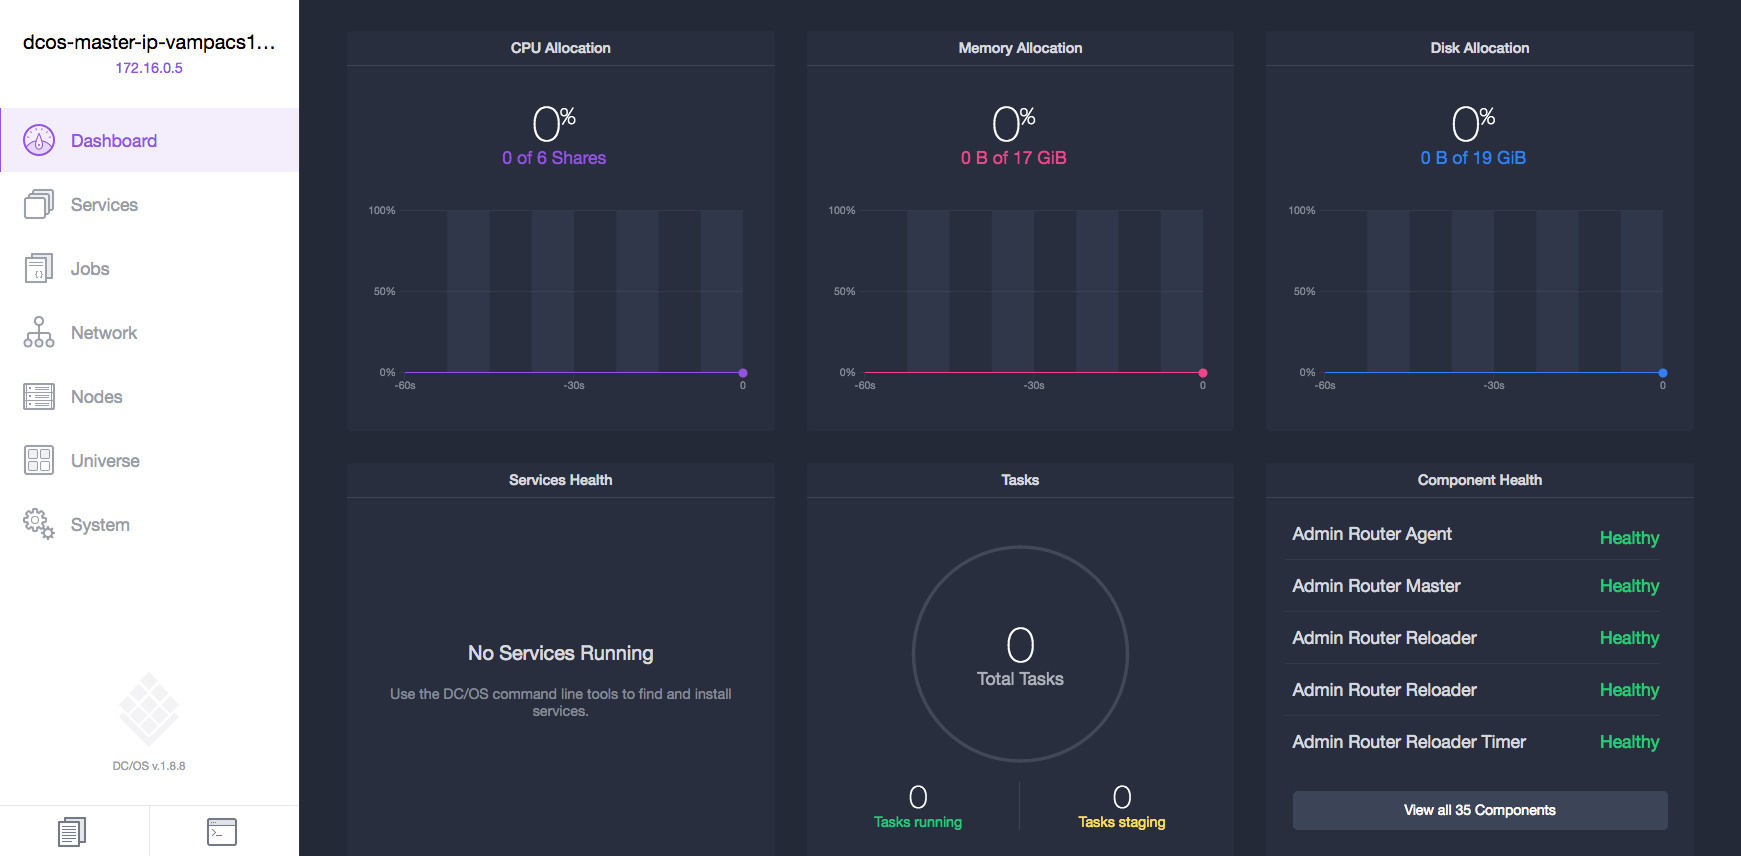 dcos-master-ip-vampacs1...
172.16.0.5
Dashboard
Services
Jobs
Network
Nodes
Universe
System
DC/OS v.1.8.8
CPU Allocation
0%
0 of 6 Shares
100%
50%
0%
-60s
-30s
0
Memory Allocation
0%
0 B of 17 GiB
100%
50%
0%
-60s
-30s
0
Disk Allocation
0%
0 B of 19 GiB
100%
50%
0%
-60s
-30s
0
Services Health
No Services Running
Use the DC/OS command line tools to find and install
services.
Tasks
0
Total Tasks
0
Tasks running
0
Tasks staging
Component Health
Admin Router Agent Healthy
Admin Router Master Healthy
Admin Router Reloader Healthy
Admin Router Reloader Healthy
Admin Router Reloader Timer Healthy
View all 35 Components